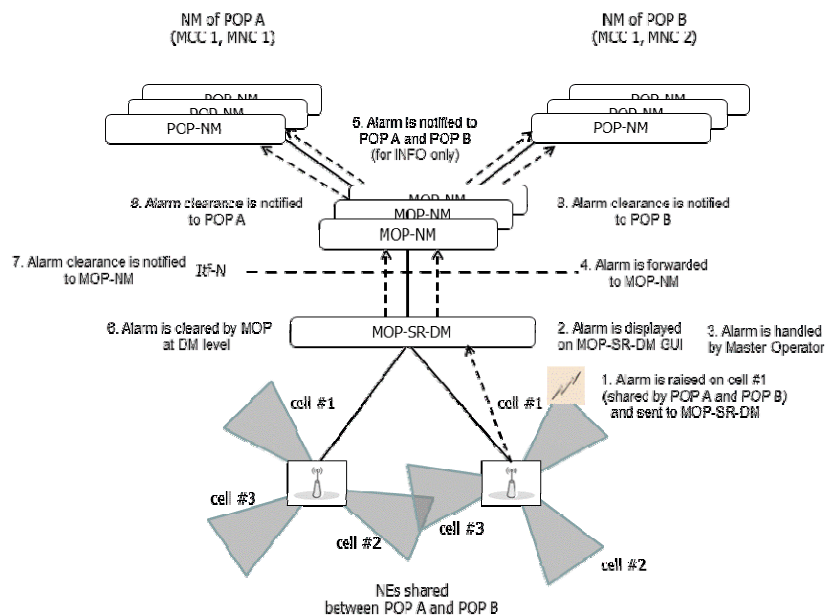 NM of POP A
(MCC 1, MNC 1)
NM of POP B
(MCC 1, MNC 2)
POP-NM
POP-NM
POP-NM
POP-NM
POP-NM
POP-NM
5. Alarm is notified to
POP A and POP B
(for INFO only)
8. Alarm clearance is notified
to POP A
MOP-NM
MOP-NM
MOP-NM
8. Alarm clearance is notified
to POP B
7. Alarm clearance is notified
to MOP-NM
Itf-N
4. Alarm is forwarded
to MOP-NM
6. Alarm is cleared by MOP
at DM level
MOP-SR-DM
2. Alarm is displayed
on MOP-SR-DM GUI
3. Alarm is handled
by Master Operator
1. Alarm is raised on cell #1
(shared by POP A and POP B)
and sent to MOP-SR-DM
cell #1
cell #1
cell #3
cell #2
cell #3
cell #2
NEs shared
between POP A and POP B